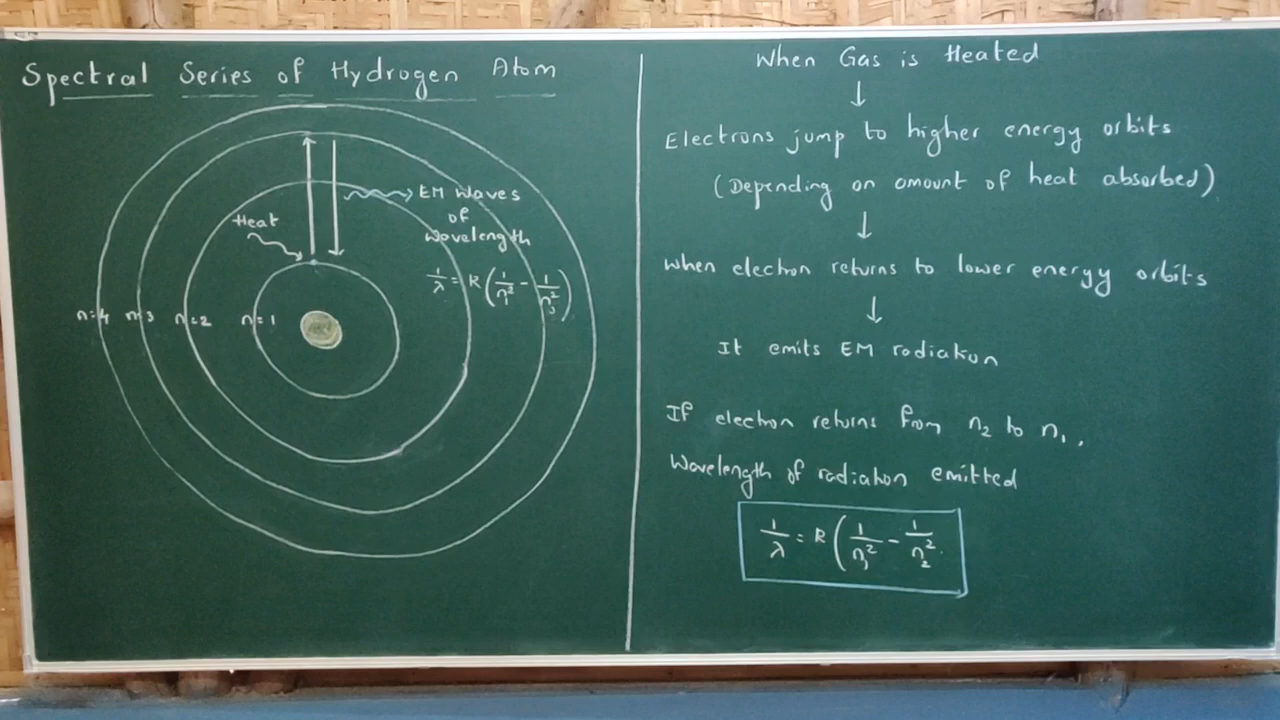 Spectral Series of Hydrogen Atom
Heat
EM Waves
of
Wavelength
1/λ = R(1/n₁² - 1/n₃²)
n=4 n=3 n=2 n=1
When Gas is Heated
↓
Electrons jump to higher energy orbits
(Depending on amount of heat absorbed)
↓
When electron returns to lower energy orbits
↓
It emits EM radiation
If electron returns from n₂ to n₁,
Wavelength of radiation emitted
1/λ = R(1/n₁² - 1/n₂²